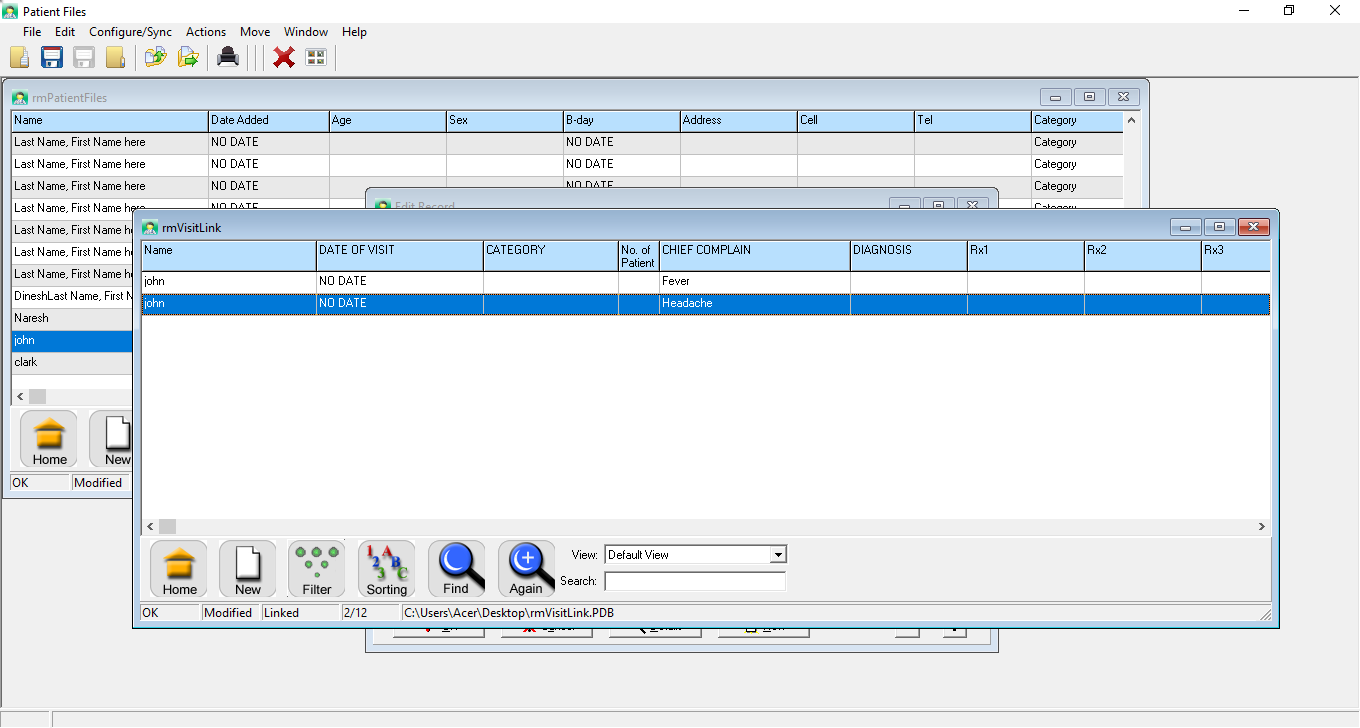 Patient Files
File Edit Configure/Sync Actions Move Window Help
rmPatientFiles
Name Date Added Age Sex B-day Address Cell Tel Category
Last Name, First Name here NO DATE NO DATE Category
Last Name, First Name here NO DATE NO DATE Category
Last Name, First Name here NO DATE NO DATE Category
Last Name, First Name here NO DATE Category
Last Name, First Name he
Last Name, First Name he
Last Name, First Name he
DineshLast Name, First N
Naresh
john
clark
Home New
OK Modified
Edit Record
rmVisitLink
Name DATE OF VISIT CATEGORY No. of Patient CHIEF COMPLAIN DIAGNOSIS Rx1 Rx2 Rx3
john NO DATE Fever
john NO DATE Headache
Home New Filter Sorting Find Again
View: Default View
Search:
OK Modified Linked 2/12 C:\Users\Acer\Desktop\rmVisitLink.PDB